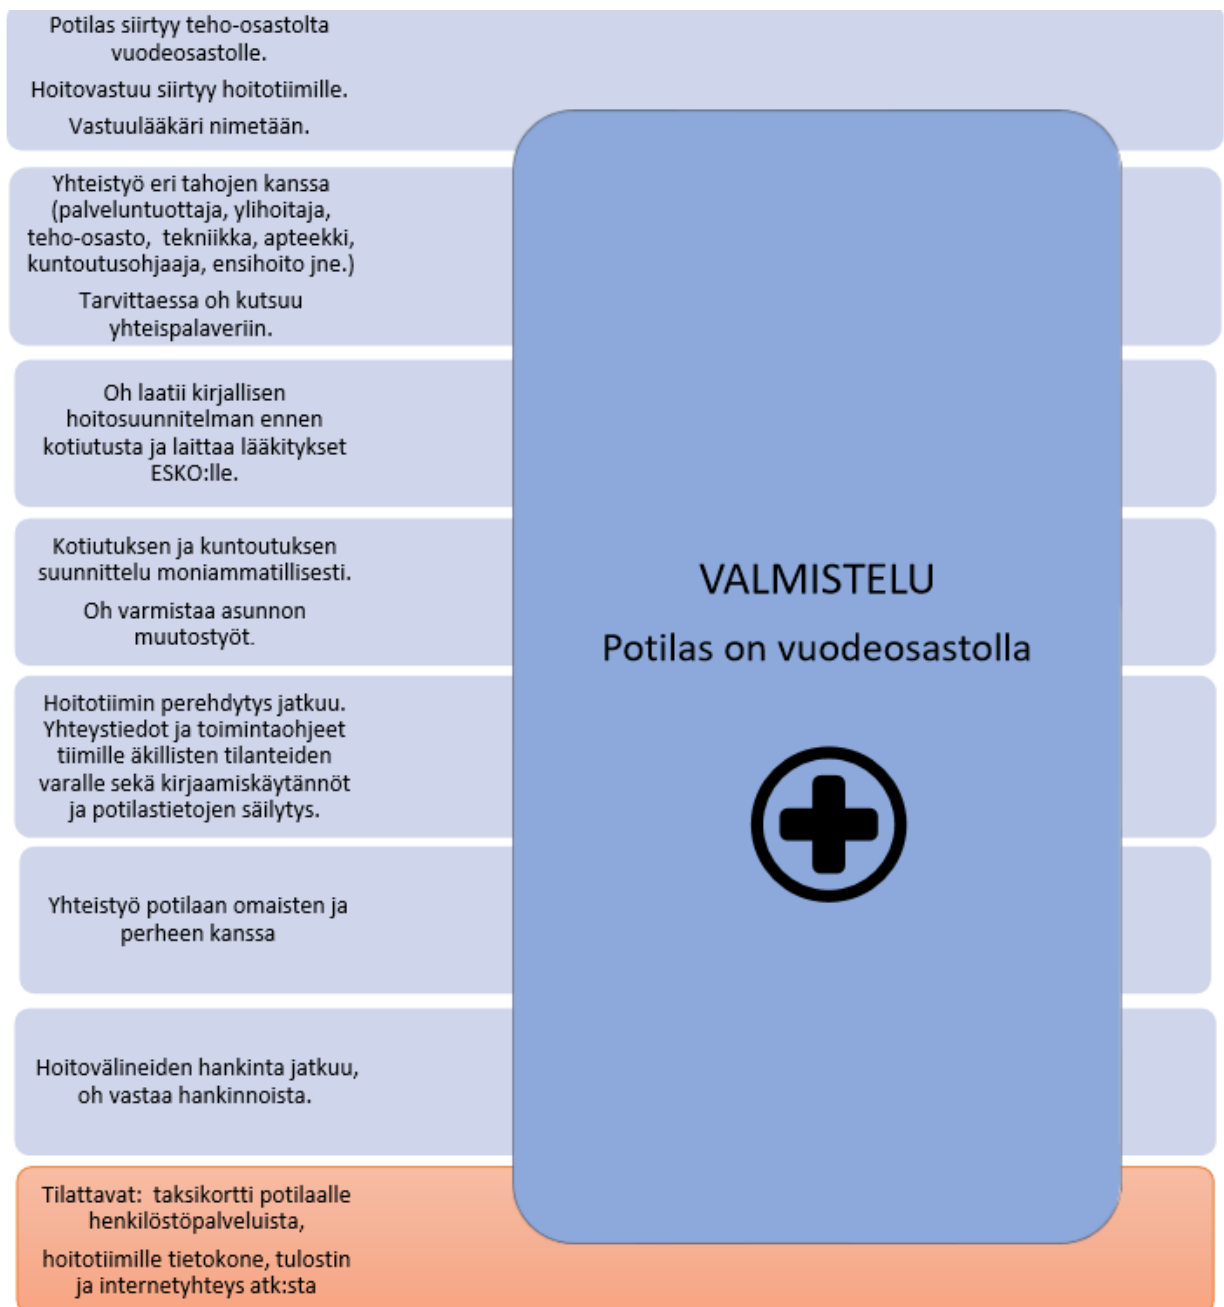 Potilas siirtyy teho-osastolta
vuodeosastolle.
Hoitovastuu siirtyy hoitotiimille.
Vastuulääkäri nimetään.
Yhteistyö eri tahojen kanssa
(palveluntuottaja, ylihoitaja,
teho-osasto, tekniikka, apteekki,
kuntoutusohjaaja, ensihoito jne.)
Tarvittaessa oh kutsuu
yhteispalaveriin.
Oh laatii kirjallisen
hoitosuunnitelman ennen
kotiutusta ja laittaa lääkitykset
ESKO:lle.
Kotiutuksen ja kuntoutuksen
suunnittelu moniammatillisesti.
Oh varmistaa asunnon
muutostyöt.
Hoitotiimin perehdytys jatkuu.
Yhteystiedot ja toimintaohjeet
tiimille äkillisten tilanteiden
varalle sekä kirjaamiskäytännöt
ja potilastietojen säilytys.
Yhteistyö potilaan omaisten ja
perheen kanssa
Hoitovälineiden hankinta jatkuu,
oh vastaa hankinnoista.
Tilattavat: taksikortti potilaalle
henkilöstöpalveluista,
hoitotiimille tietokone, tulostin
ja internetyhteys atk:sta
VALMISTELU
Potilas on vuodeosastolla